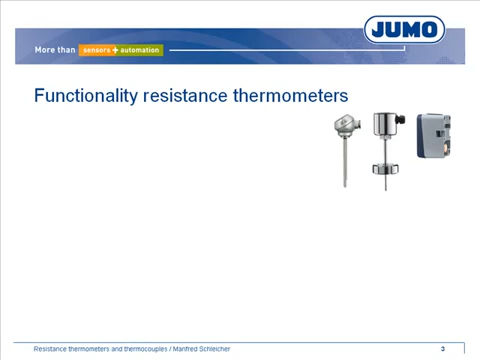 JUMO
More than sensors + automation
Functionality resistance thermometers
Resistance thermometers and thermocouples / Manfred Schleicher
3